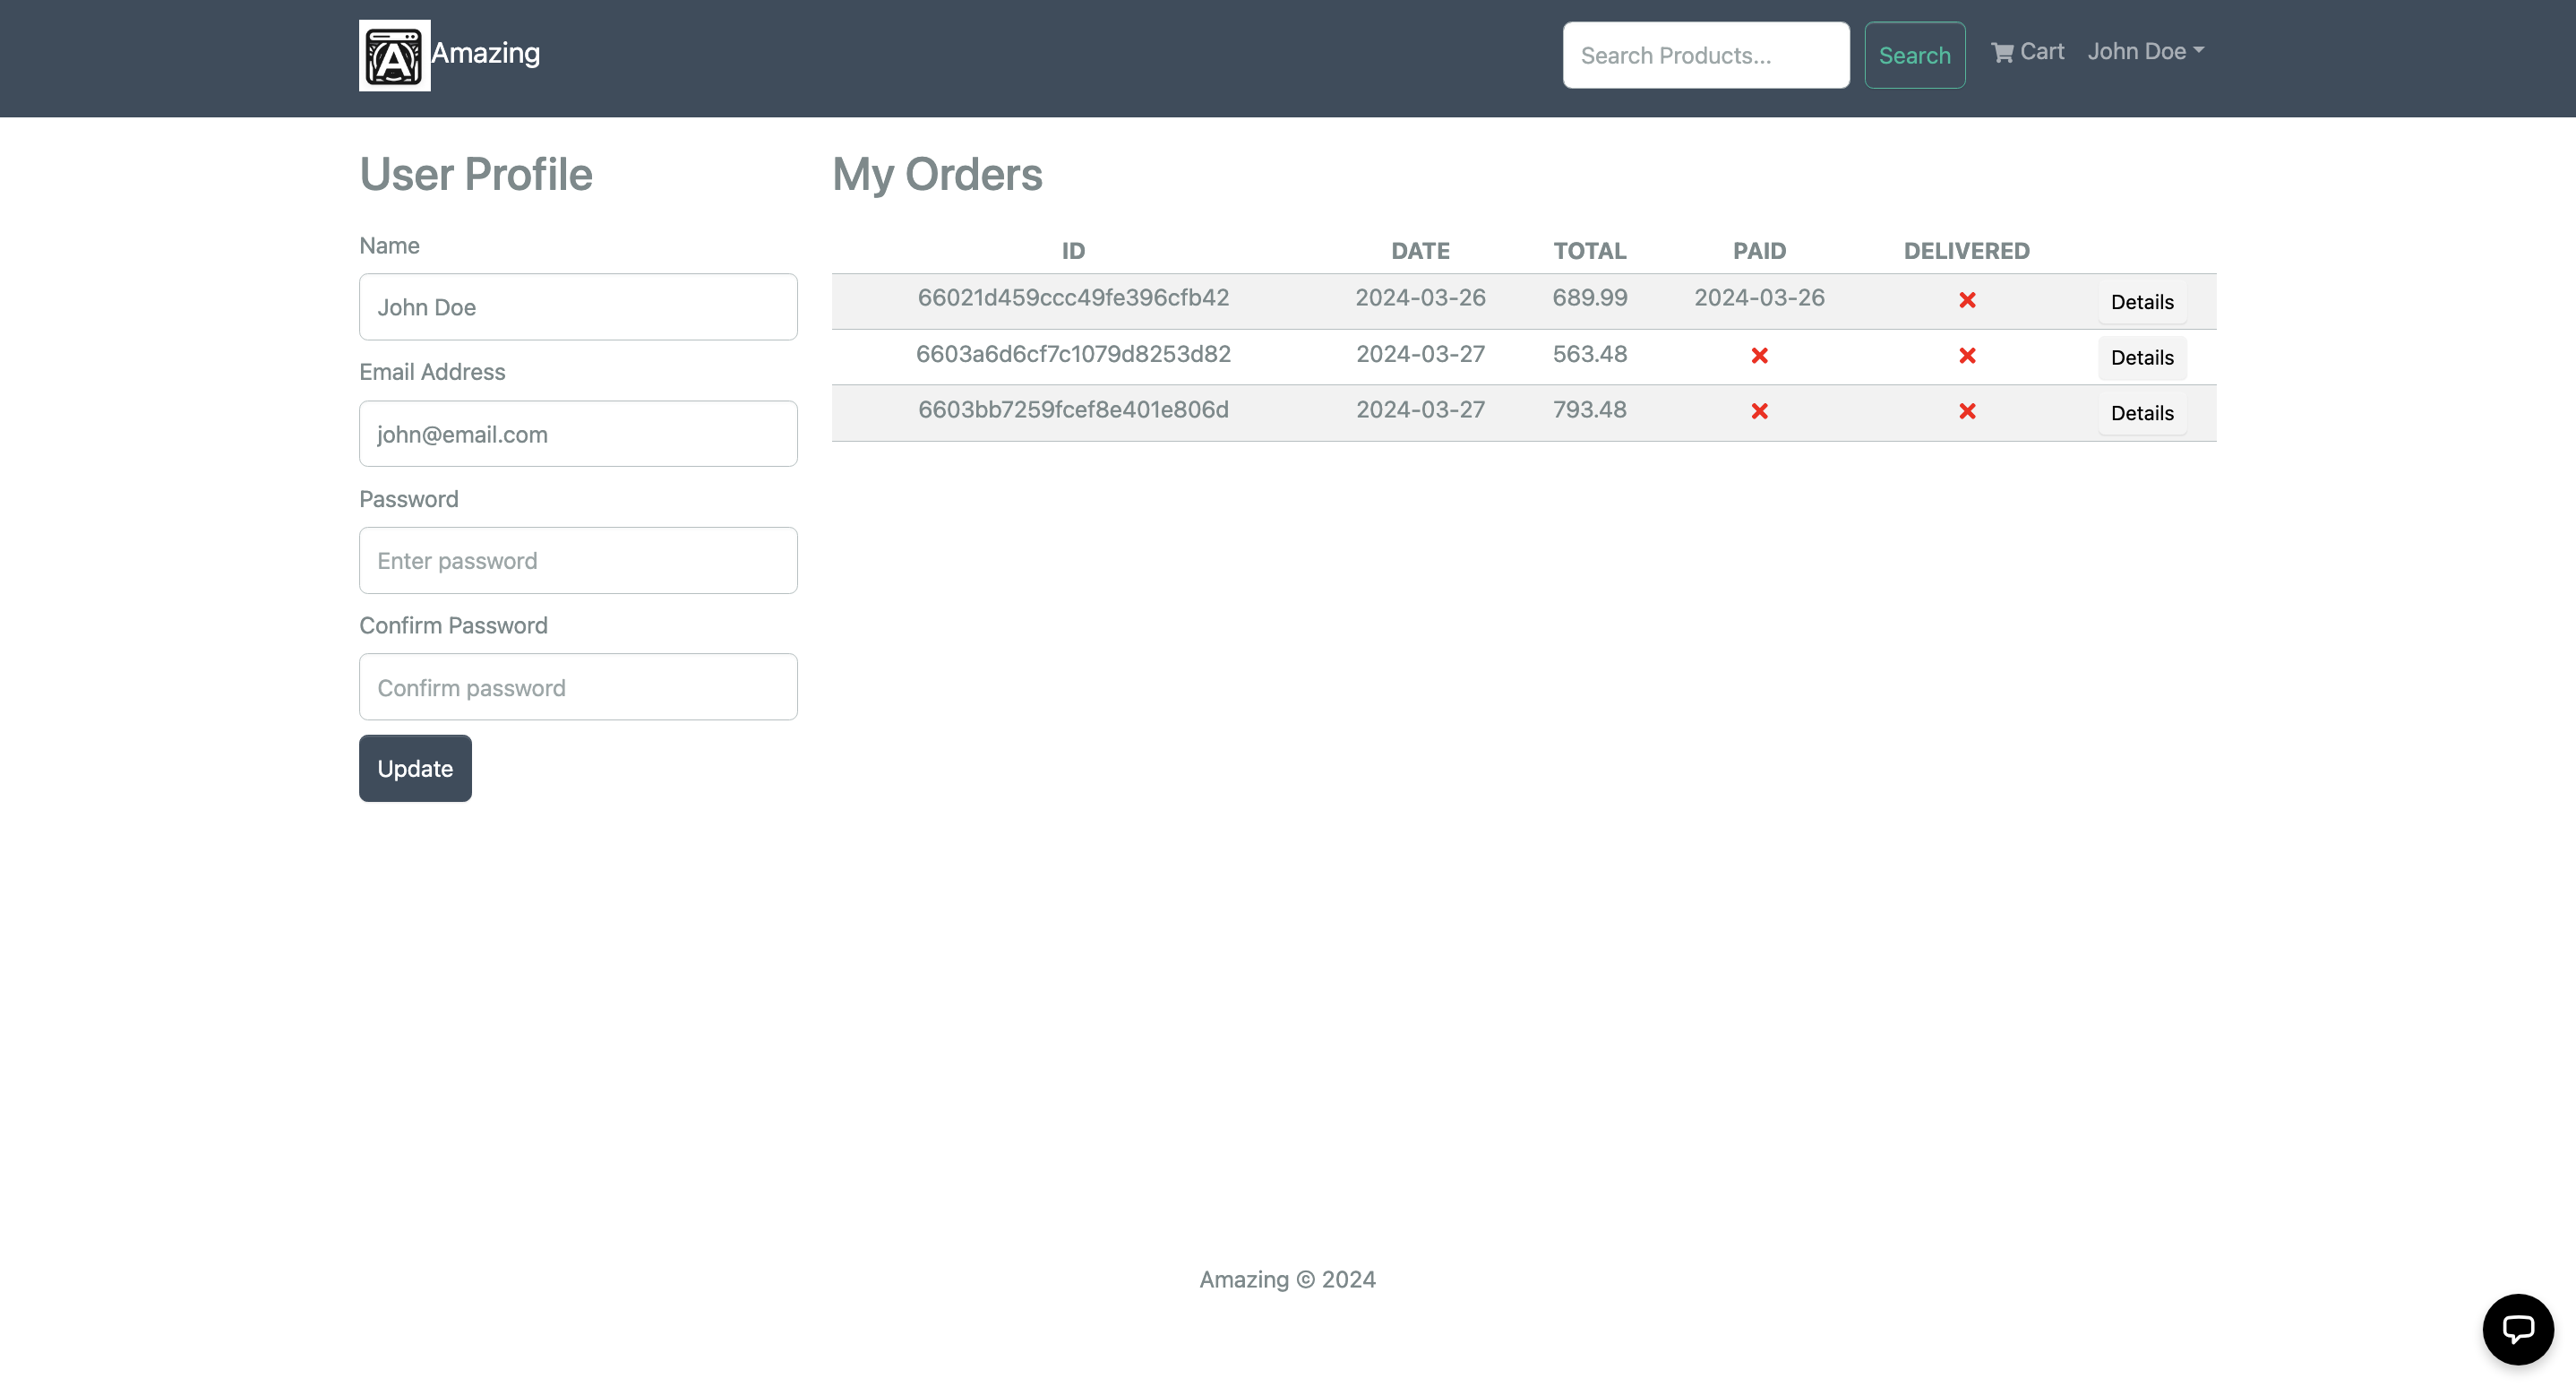 Amazing
Search Products...
Search
Cart
John Doe
User Profile
Name
John Doe
Email Address
john@email.com
Password
Enter password
Confirm Password
Confirm password
Update
My Orders
ID DATE TOTAL PAID DELIVERED
66021d459ccc49fe396cfb42 2024-03-26 689.99 2024-03-26 Details
6603a6d6cf7c1079d8253d82 2024-03-27 563.48 Details
6603bb7259fcef8e401e806d 2024-03-27 793.48 Details
Amazing © 2024